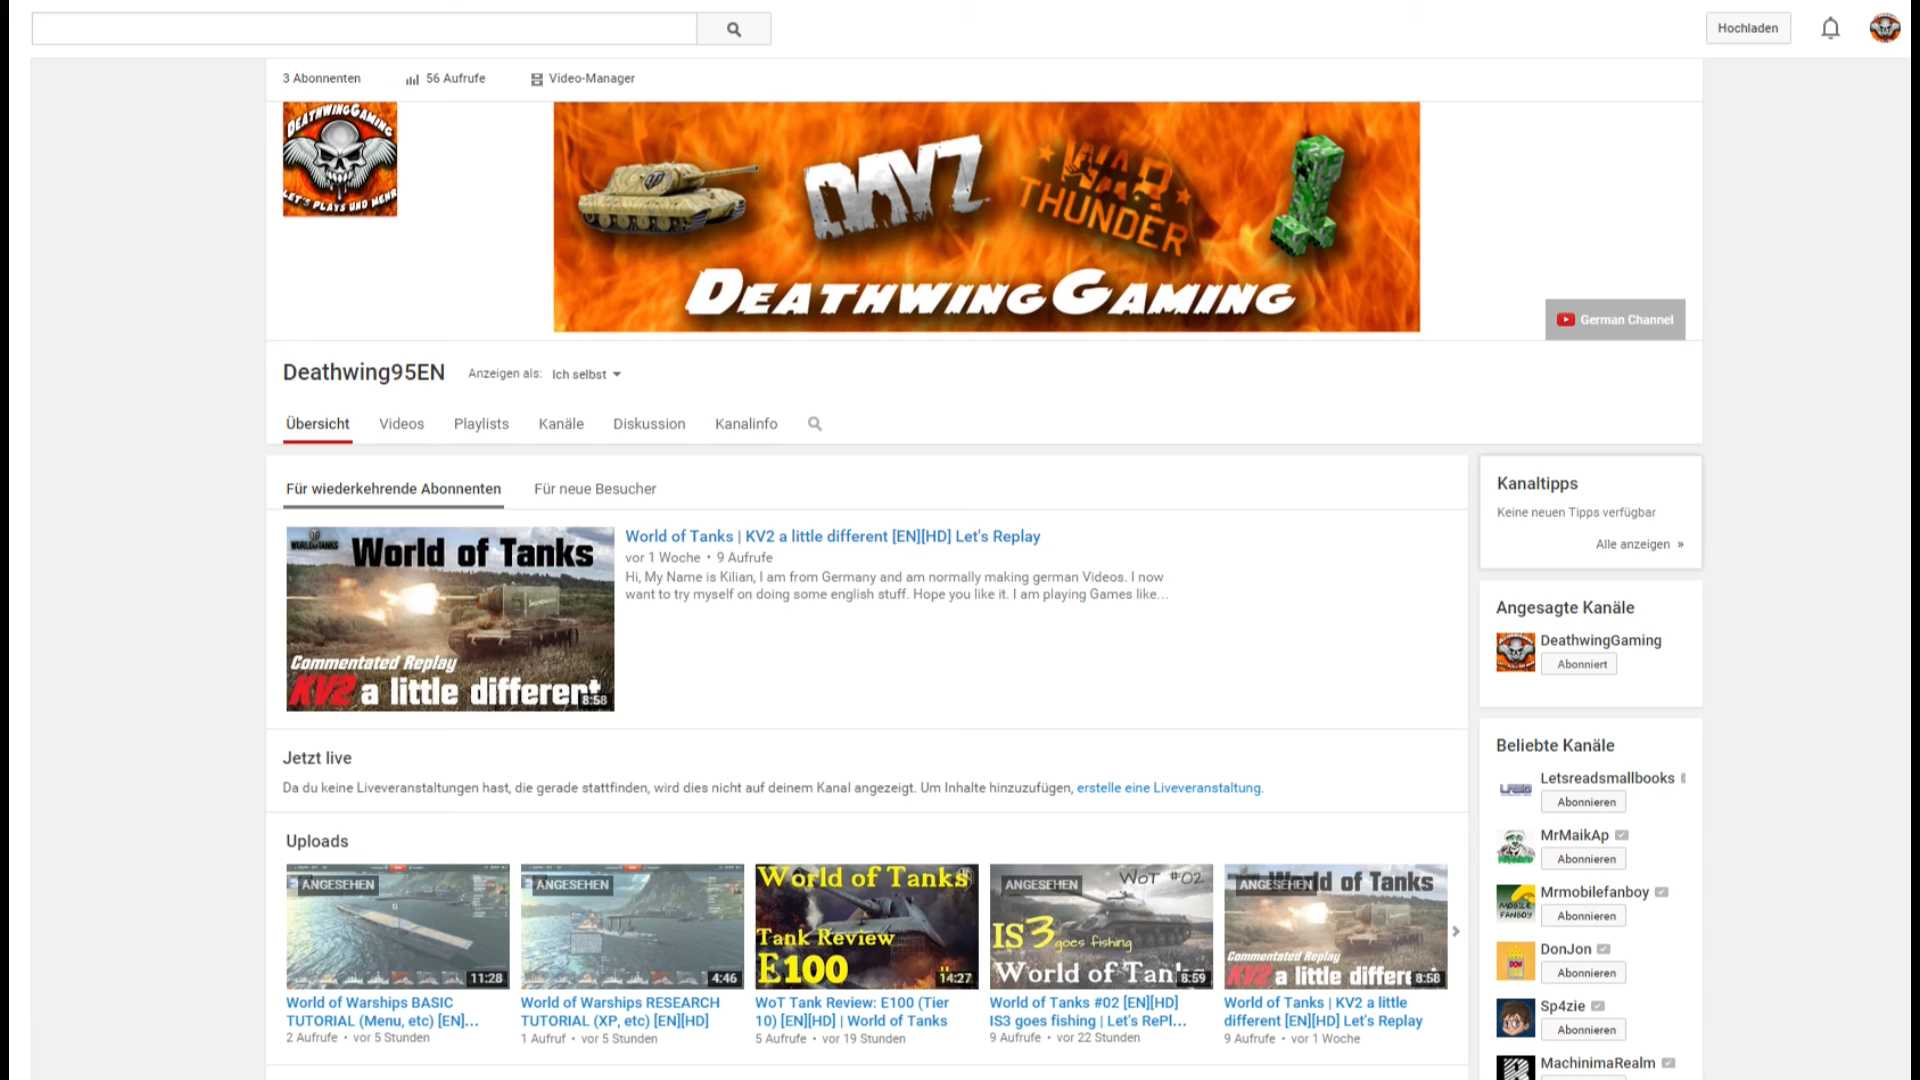 Hochladen
3 Abonnenten
56 Aufrufe
Video-Manager
DEATHWINGGAMING
LET'S PLAYS UND MEHR
DAYZ
WAR
THUNDER
DEATHWINGGAMING
German Channel
Deathwing95EN
Anzeigen als: Ich selbst
Übersicht
Videos
Playlists
Kanäle
Diskussion
Kanalinfo
Für wiederkehrende Abonnenten
Für neue Besucher
World of Tanks
Commentated Replay
KV2 a little different
8:58
World of Tanks | KV2 a little different [EN][HD] Let's Replay
vor 1 Woche • 9 Aufrufe
Hi, My Name is Kilian, I am from Germany and am normally making german Videos. I now
want to try myself on doing some english stuff. Hope you like it. I am playing Games like...
Jetzt live
Da du keine Liveveranstaltungen hast, die gerade stattfinden, wird dies nicht auf deinem Kanal angezeigt. Um Inhalte hinzuzufügen, erstelle eine Liveveranstaltung.
Uploads
ANGESEHEN
11:28
World of Warships BASIC
TUTORIAL (Menu, etc) [EN]...
2 Aufrufe • vor 5 Stunden
ANGESEHEN
4:46
World of Warships RESEARCH
TUTORIAL (XP, etc) [EN][HD]
1 Aufruf • vor 5 Stunden
World of Tanks
Tank Review
E100
14:27
WoT Tank Review: E100 (Tier
10) [EN][HD] | World of Tanks
5 Aufrufe • vor 19 Stunden
ANGESEHEN
WoT #02
IS3 goes fishing
World of Tan
8:59
World of Tanks #02 [EN][HD]
IS3 goes fishing | Let's RePl...
9 Aufrufe • vor 22 Stunden
ANGESEHEN
ld of Tanks
Commentated Replay
KV2 a little differe
8:58
World of Tanks | KV2 a little
different [EN][HD] Let's Replay
9 Aufrufe • vor 1 Woche
Kanaltipps
Keine neuen Tipps verfügbar
Alle anzeigen »
Angesagte Kanäle
DeathwingGaming
Abonniert
Beliebte Kanäle
Letsreadsmallbooks
Abonnieren
MrMaikAp
Abonnieren
MOBILE
FANBOY
Mrmobilefanboy
Abonnieren
DonJon
Abonnieren
Sp4zie
Abonnieren
MachinimaRealm